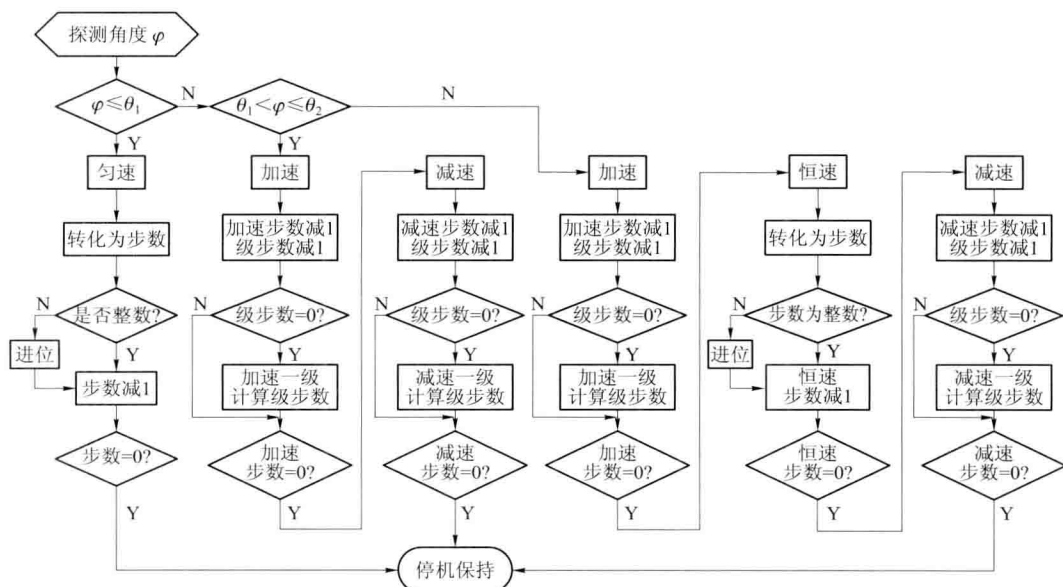 探测角度 φ
φ≤θ1
N
θ1<φ≤θ2
N
Y
Y
匀速
转化为步数
N
是否整数?
进位
Y
步数减1
步数=0?
Y
加速
加速步数减1
级步数减1
N
级步数=0?
Y
加速一级
计算级步数
加速
步数=0?
Y
减速
减速步数减1
级步数减1
N
级步数=0?
Y
减速一级
计算级步数
减速
步数=0?
Y
加速
加速步数减1
级步数减1
N
级步数=0?
Y
加速一级
计算级步数
加速
步数=0?
Y
恒速
转化为步数
N
步数为整数?
进位
Y
恒速
步数减1
恒速
步数=0?
Y
减速
减速步数减1
级步数减1
N
级步数=0?
Y
减速一级
计算级步数
减速
步数=0?
Y
停机保持